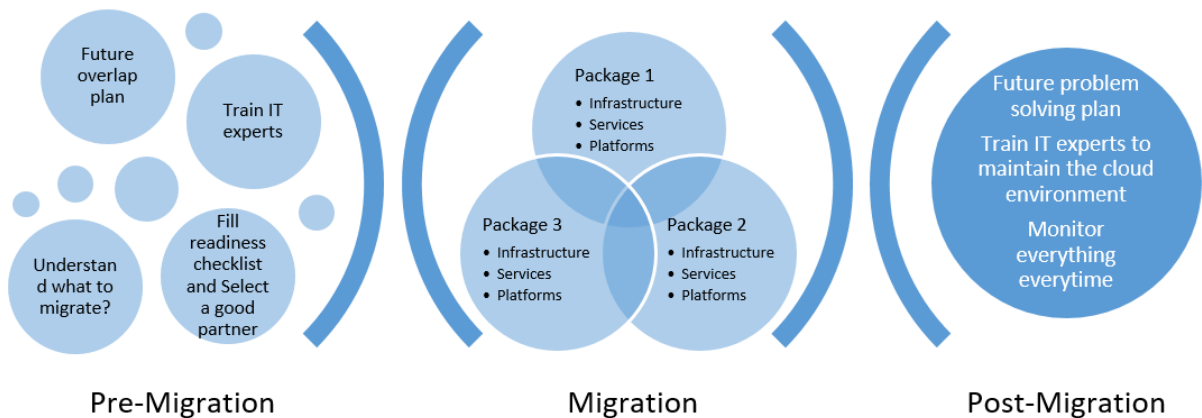 Future
overlap
plan
Train IT
experts
Understan
d what to
migrate?
Fill
readiness
checklist
and Select
a good
partner
Pre-Migration
Package 1
• Infrastructure
• Services
• Platforms
Package 3
• Infrastructure
• Services
• Platforms
Package 2
• Infrastructure
• Services
• Platforms
Migration
Future problem
solving plan
Train IT experts to
maintain the cloud
environment
Monitor
everything
everytime
Post-Migration